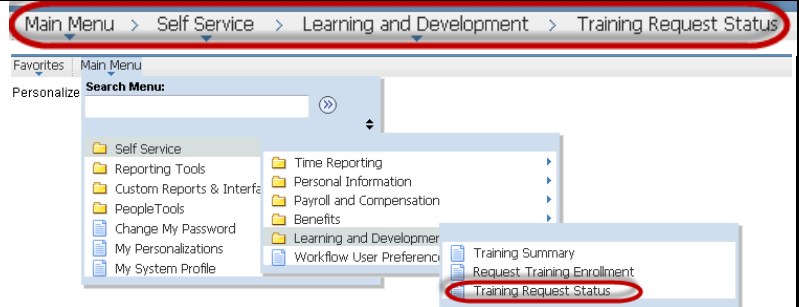 Main Menu > Self Service > Learning and Development > Training Request Status
Favorites Main Menu
Personalize
Search Menu:
Self Service
Reporting Tools
Custom Reports & Interfa
PeopleTools
Change My Password
My Personalizations
My System Profile
Time Reporting
Personal Information
Payroll and Compensation
Benefits
Learning and Developmer
Workflow User Preferenc
Training Summary
Request Training Enrollment
Training Request Status